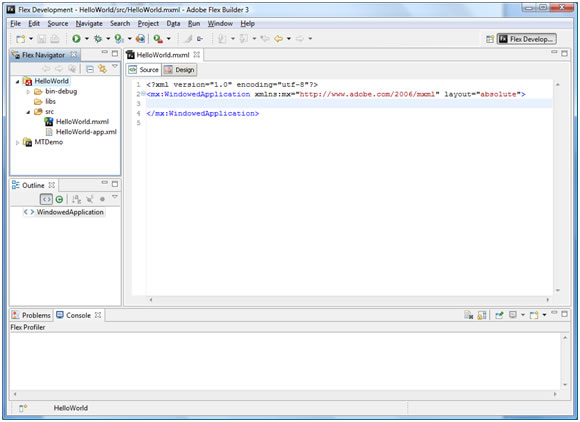 Flex Development - HelloWorld/src/HelloWorld.mxml - Adobe Flex Builder 3
File Edit Source Navigate Search Project Data Run Window Help
Flex Develop...
Flex Navigator
HelloWorld
bin-debug
libs
src
HelloWorld.mxml
HelloWorld-app.xml
MTDemo
Outline
WindowedApplication
HelloWorld.mxml
Source Design
1 <?xml version="1.0" encoding="utf-8"?>
2 <mx:WindowedApplication xmlns:mx="http://www.adobe.com/2006/mxml" layout="absolute">
3
4 </mx:WindowedApplication>
5
Problems Console
Flex Profiler
HelloWorld